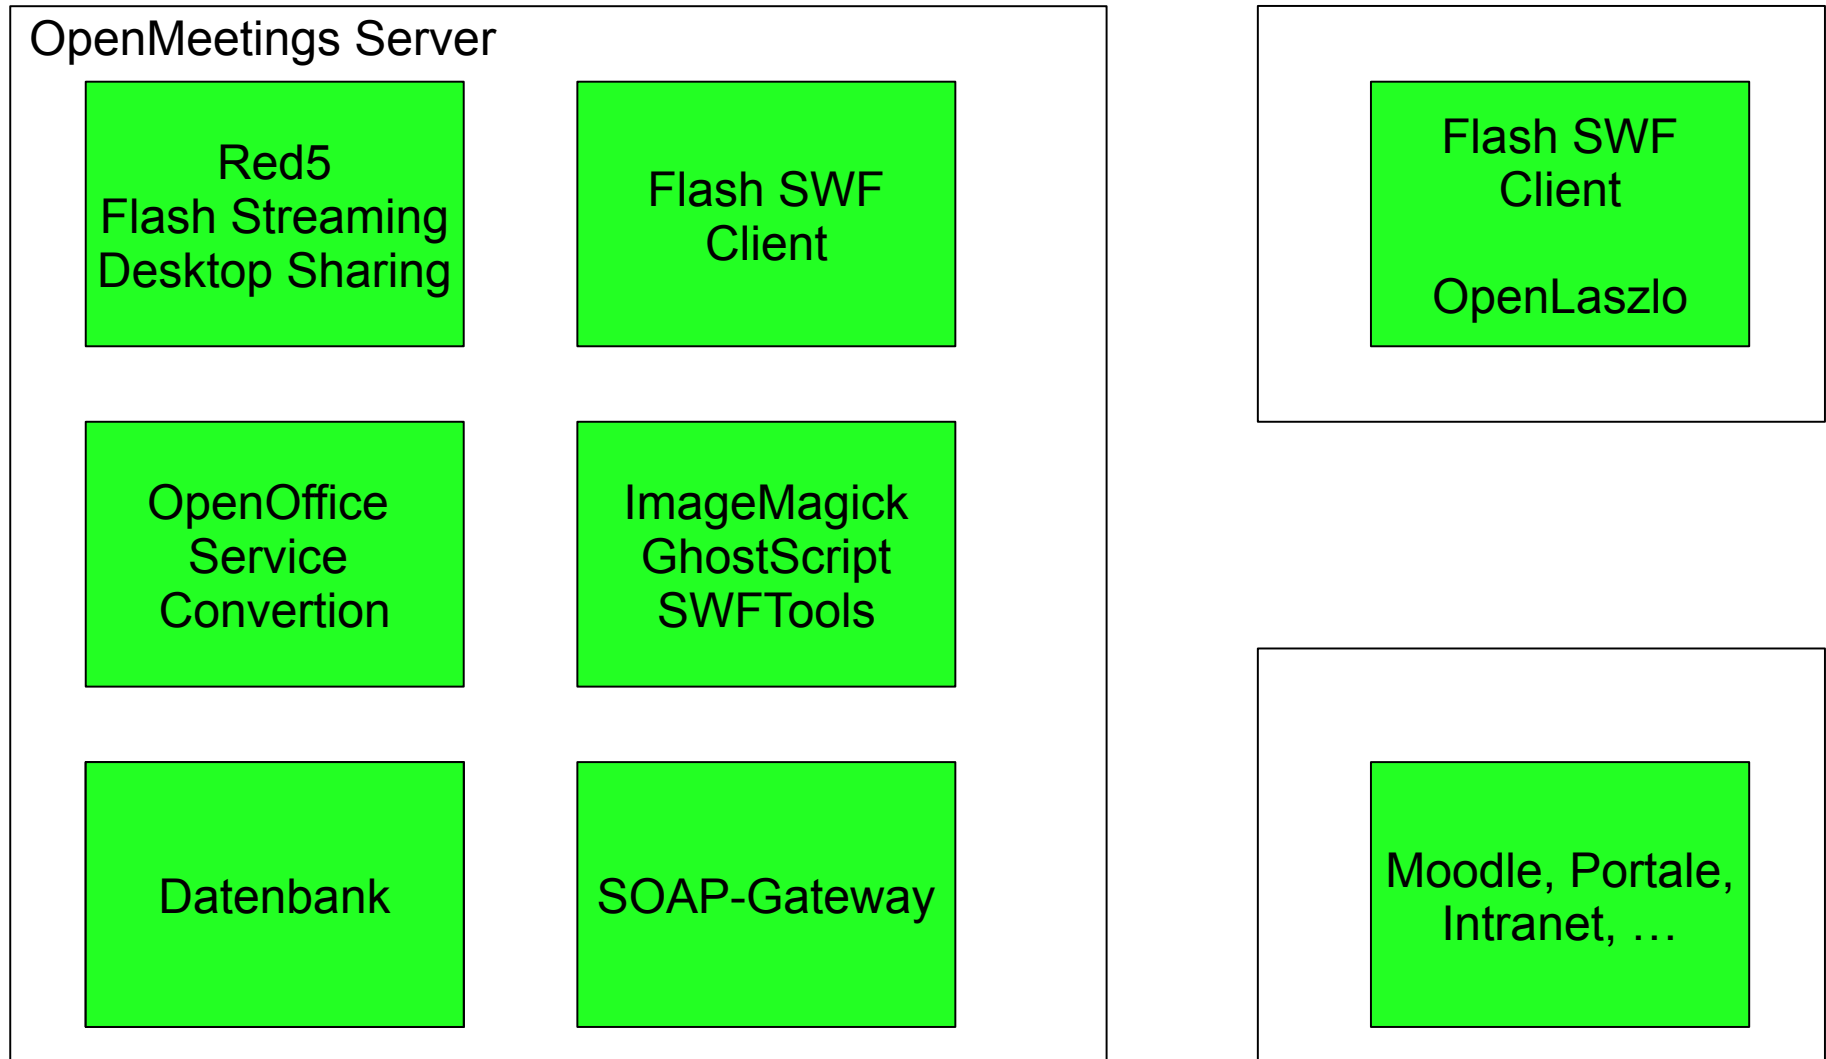 OpenMeetings Server
Red5
Flash Streaming
Desktop Sharing
Flash SWF
Client
Flash SWF
Client
OpenLaszlo
OpenOffice
Service
Convertion
ImageMagick
GhostScript
SWFTools
Datenbank
SOAP-Gateway
Moodle, Portale,
Intranet, …